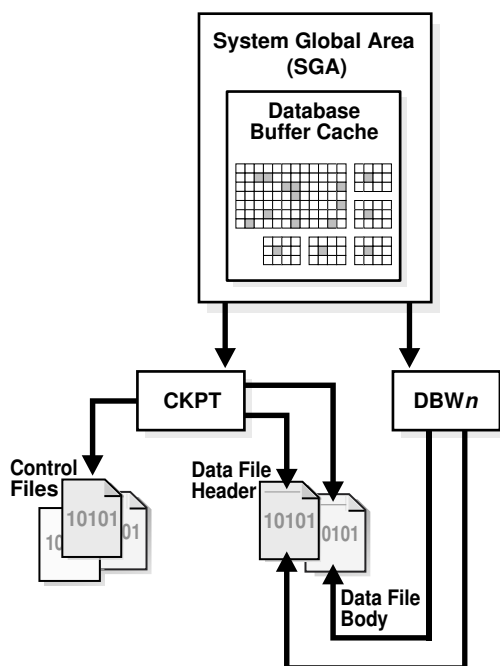 System Global Area
(SGA)
Database
Buffer Cache
CKPT
DBWn
Control
Files
Data File
Header
10101
10
01
10101
0101
Data File
Body